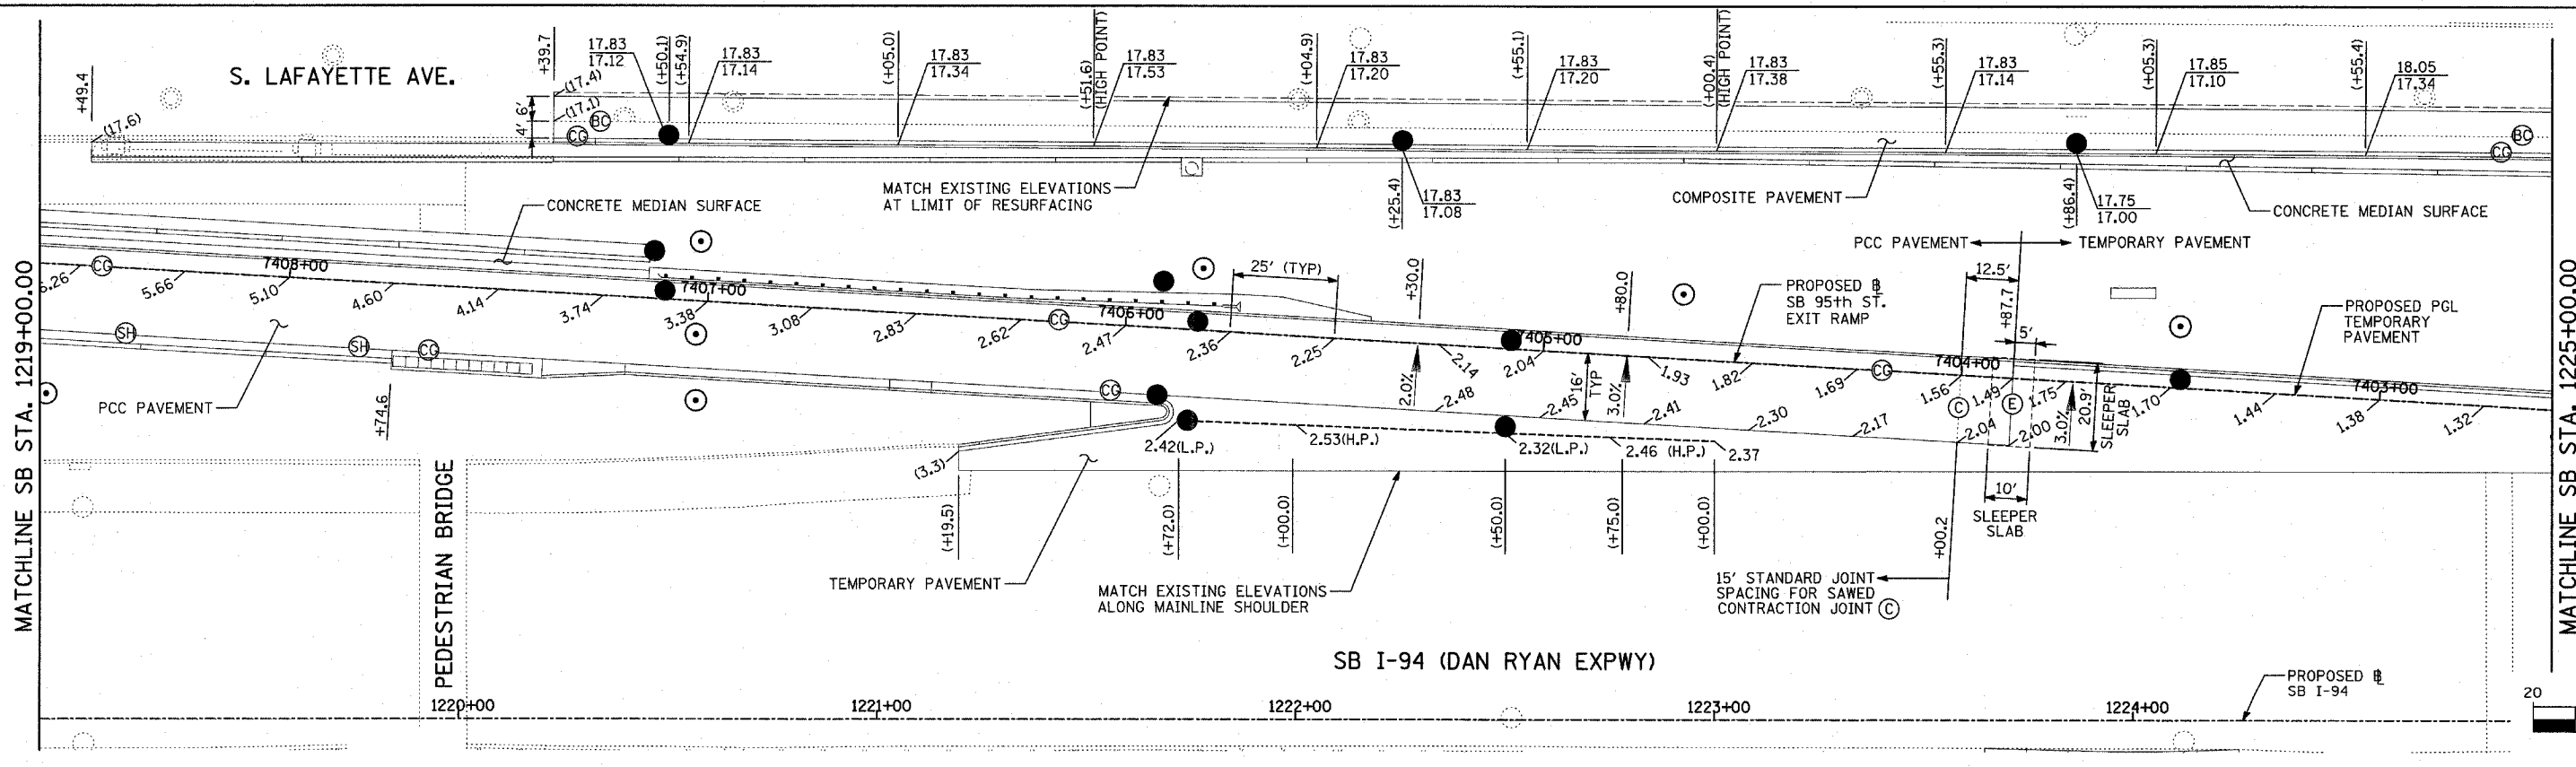 S. LAFAYETTE AVE.
+49.4
(17.6)
+39.7
(17.4)
(17.1)
4' 6'
BC
CG
17.83
17.12
(+50.1)
(+54.9)
17.83
17.14
(+05.0)
17.83
17.34
(+51.6)
(HIGH POINT)
17.83
17.53
(+04.9)
17.83
17.20
(+55.1)
17.83
17.20
(+00.4)
(HIGH POINT)
17.83
17.38
(+55.3)
17.83
17.14
(+05.3)
17.85
17.10
(+55.4)
18.05
17.34
BC
CG
MATCH EXISTING ELEVATIONS
AT LIMIT OF RESURFACING
(+25.4)
17.83
17.08
COMPOSITE PAVEMENT
(+86.4)
17.75
17.00
CONCRETE MEDIAN SURFACE
CONCRETE MEDIAN SURFACE
PCC PAVEMENT
TEMPORARY PAVEMENT
MATCHLINE SB STA. 1219+00.00
CG
5.66
7408+00
5.10
4.60
4.14
3.74
7407+00
3.38
3.08
2.83
2.62
CG
7406+00
2.47
2.36
25' (TYP)
2.25
+30.0
2.0%
2.14
7405+00
2.04
16'
TYP
+80.0
3.0%
1.93
1.82
PROPOSED ℄
SB 95th ST.
EXIT RAMP
1.69
CG
12.5'
+87.7
5'
7404+00
1.56
1.49
1.75
C
E
3.0%
20.9'
SLEEPER
SLAB
1.70
1.44
7403+00
1.38
1.32
PROPOSED PGL
TEMPORARY
PAVEMENT
MATCHLINE SB STA. 1225+00.00
SH
SH
CG
PCC PAVEMENT
+74.6
PEDESTRIAN BRIDGE
CG
2.48
2.45
2.41
2.30
2.17
2.04
2.00
(3.3)
2.42(L.P.)
2.53(H.P.)
2.32(L.P.)
2.46 (H.P.)
2.37
10'
SLEEPER
SLAB
(+19.5)
(+72.0)
(+00.0)
(+50.0)
(+75.0)
(+00.0)
+00.2
TEMPORARY PAVEMENT
MATCH EXISTING ELEVATIONS
ALONG MAINLINE SHOULDER
15' STANDARD JOINT
SPACING FOR SAWED
CONTRACTION JOINT C
SB I-94 (DAN RYAN EXPWY)
PROPOSED ℄
SB I-94
1220+00
1221+00
1222+00
1223+00
1224+00
20